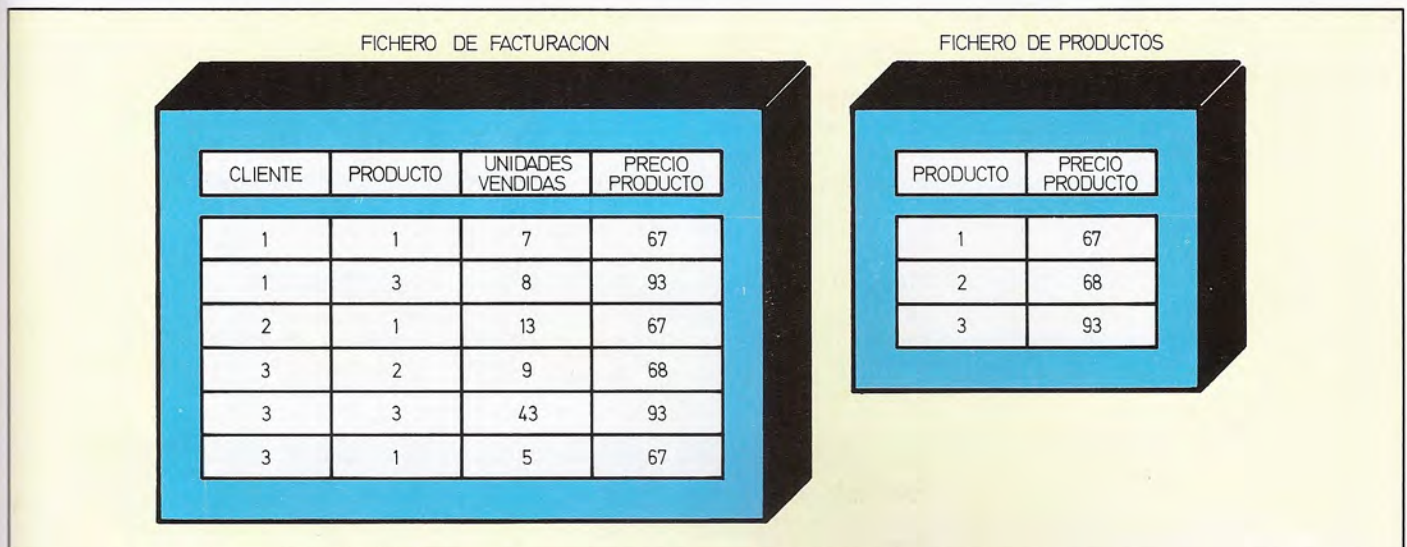 FICHERO DE FACTURACION
CLIENTE PRODUCTO UNIDADES VENDIDAS PRECIO PRODUCTO
1 1 7 67
1 3 8 93
2 1 13 67
3 2 9 68
3 3 43 93
3 1 5 67
FICHERO DE PRODUCTOS
PRODUCTO PRECIO PRODUCTO
1 67
2 68
3 93